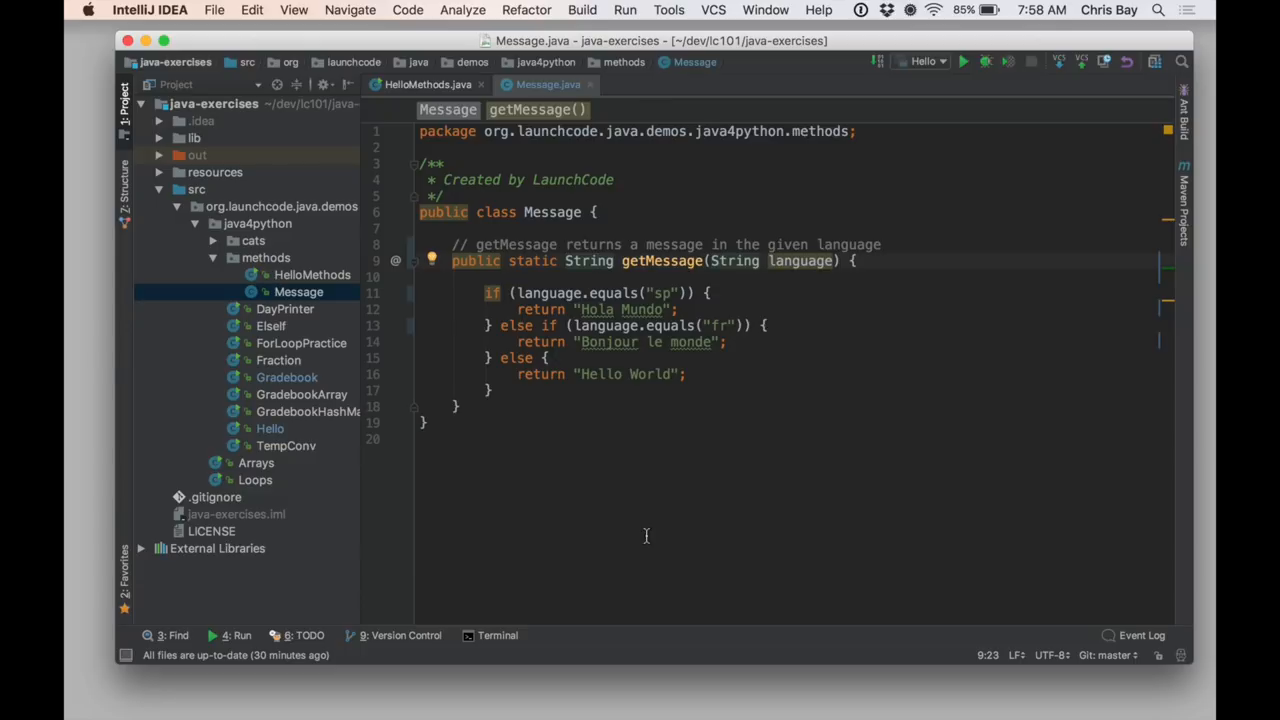 IntelliJ IDEA File Edit View Navigate Code Analyze Refactor Build Run Tools VCS Window Help 85% 7:58 AM Chris Bay
Message.java - java-exercises - [~/dev/lc101/java-exercises]
java-exercises src org launchcode java demos java4python methods Message Hello
Project HelloMethods.java Message.java
java-exercises ~/dev/lc101/java-
.idea
lib
out
resources
src
org.launchcode.java.demos
java4python
cats
methods
HelloMethods
Message
DayPrinter
ElseIf
ForLoopPractice
Fraction
Gradebook
GradebookArray
GradebookHashMa
Hello
TempConv
Arrays
Loops
.gitignore
java-exercises.iml
LICENSE
External Libraries
1: Project
7: Structure
2: Favorites
Message getMessage()
1 package org.launchcode.java.demos.java4python.methods;
2
3 /**
4 * Created by LaunchCode
5 */
6 public class Message {
7
8 // getMessage returns a message in the given language
9 @ public static String getMessage(String language) {
10
11 if (language.equals("sp")) {
12 return "Hola Mundo";
13 } else if (language.equals("fr")) {
14 return "Bonjour le monde";
15 } else {
16 return "Hello World";
17 }
18 }
19 }
20
Ant Build
m Maven Projects
3: Find 4: Run 6: TODO 9: Version Control Terminal Event Log
All files are up-to-date (30 minutes ago) 9:23 LF UTF-8 Git: master